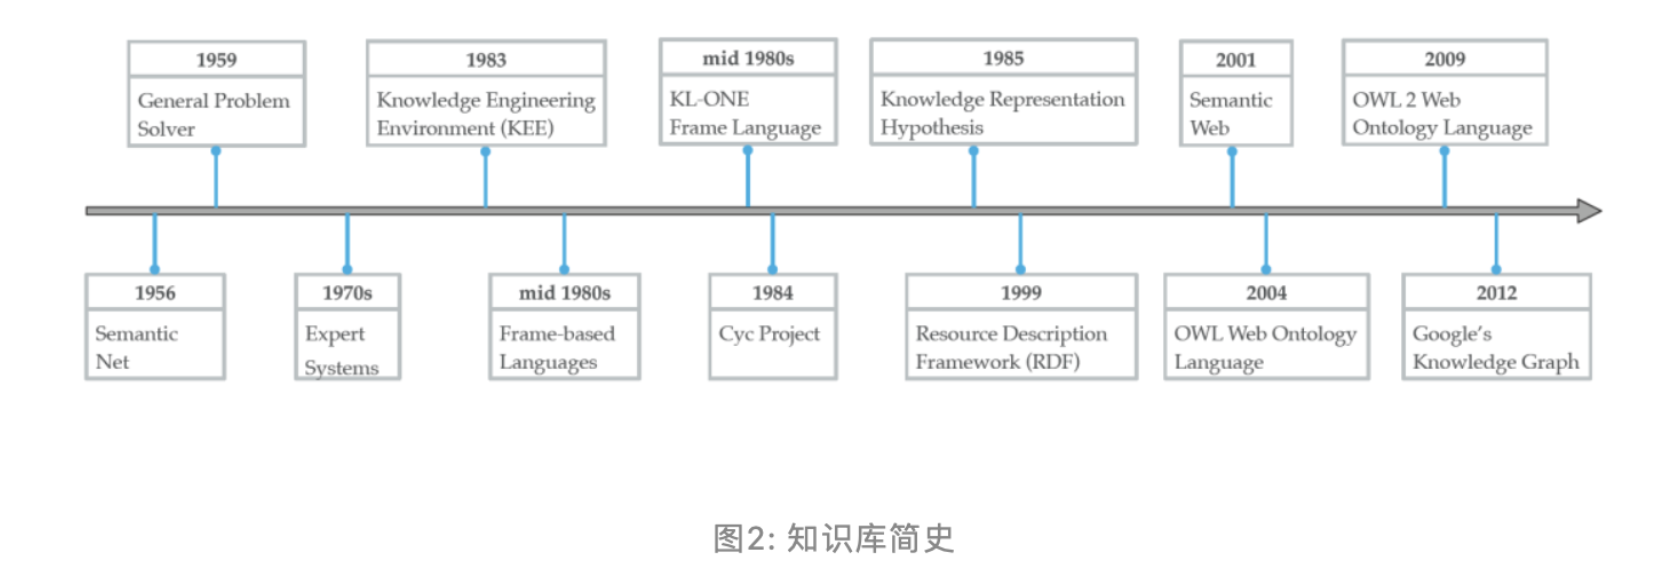 1959
General Problem
Solver
1983
Knowledge Engineering
Environment (KEE)
mid 1980s
KL-ONE
Frame Language
1985
Knowledge Representation
Hypothesis
2001
Semantic
Web
2009
OWL 2 Web
Ontology Language
1956
Semantic
Net
1970s
Expert
Systems
mid 1980s
Frame-based
Languages
1984
Cyc Project
1999
Resource Description
Framework (RDF)
2004
OWL Web Ontology
Language
2012
Google’s
Knowledge Graph
图2: 知识库简史